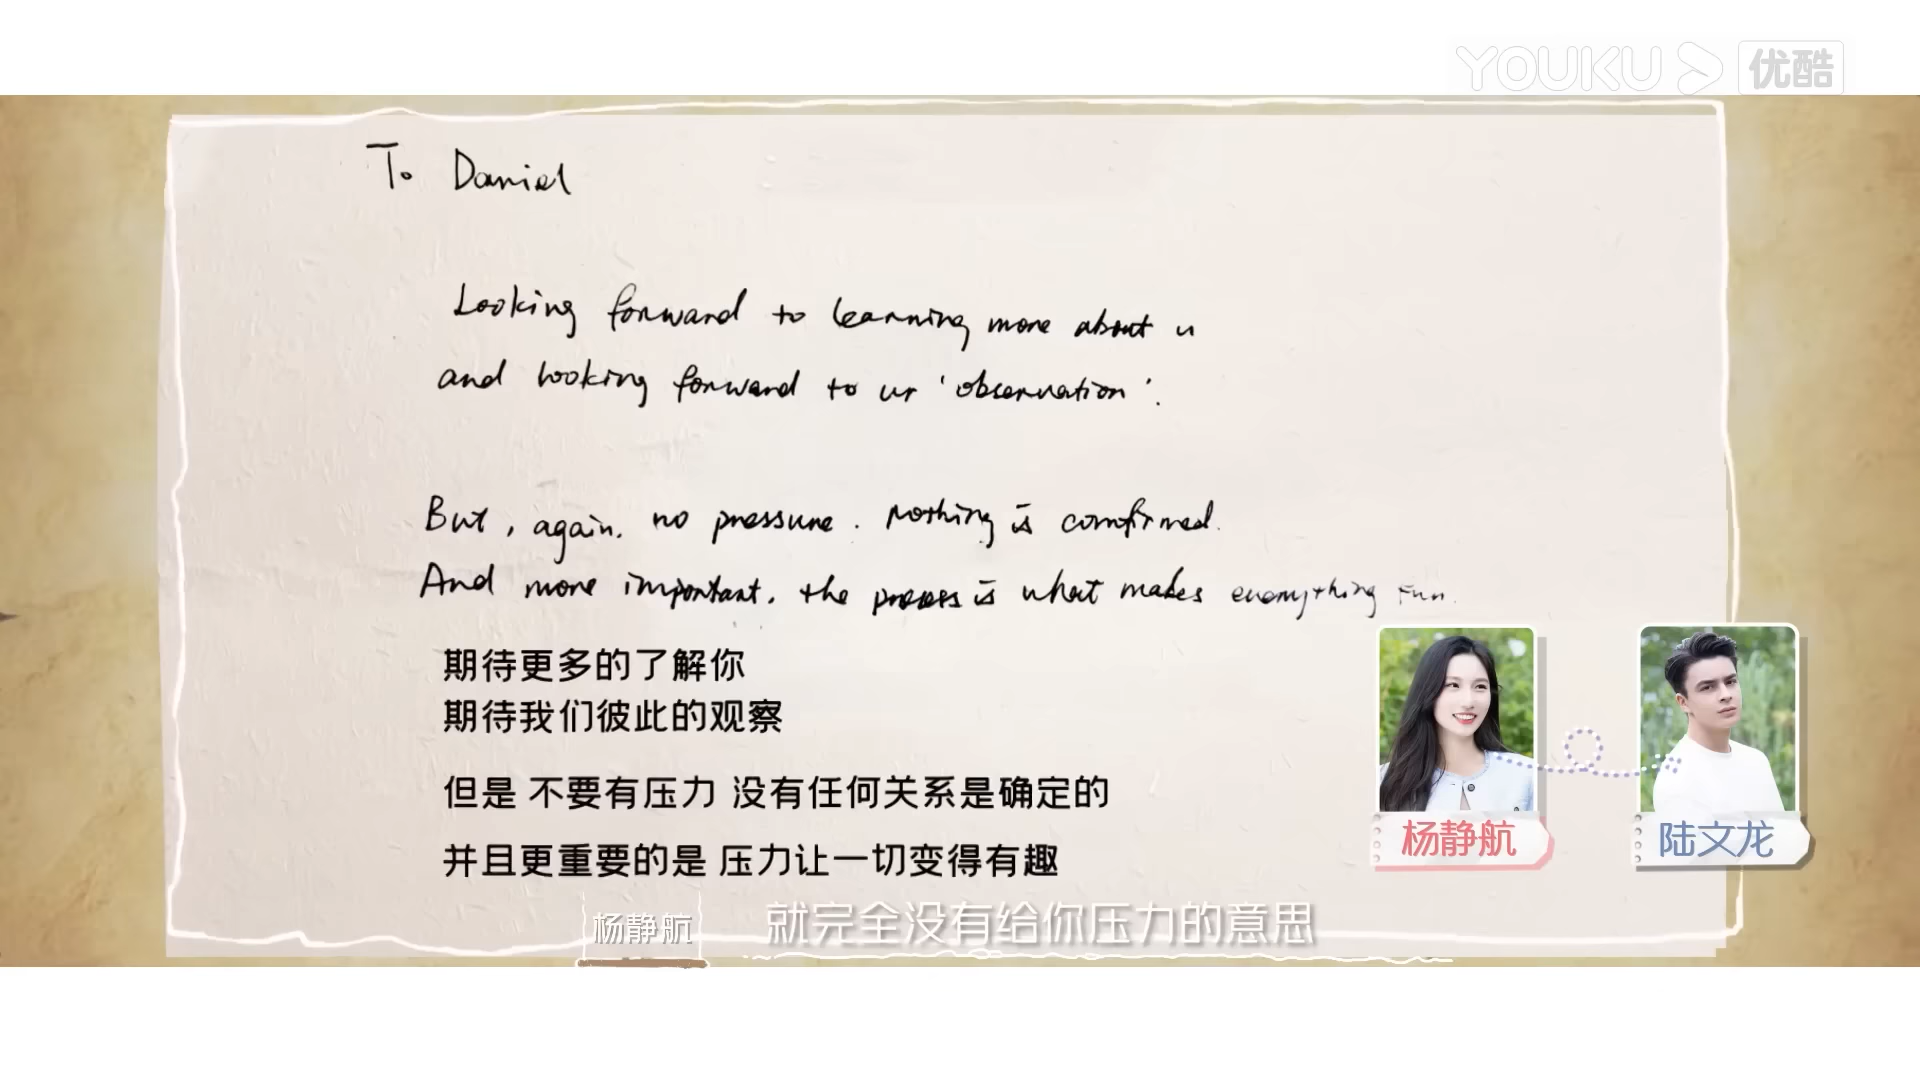 YOUKU 优酷
To Daniel
Looking forward to learning more about u
and looking forward to ur 'observation'.
But, again. no pressure. Nothing is comfirmed.
And more important, the process is what makes everything fun.
期待更多的了解你
期待我们彼此的观察
但是 不要有压力 没有任何关系是确定的
并且更重要的是 压力让一切变得有趣
杨静航
陆文龙
杨静航 就完全没有给你压力的意思